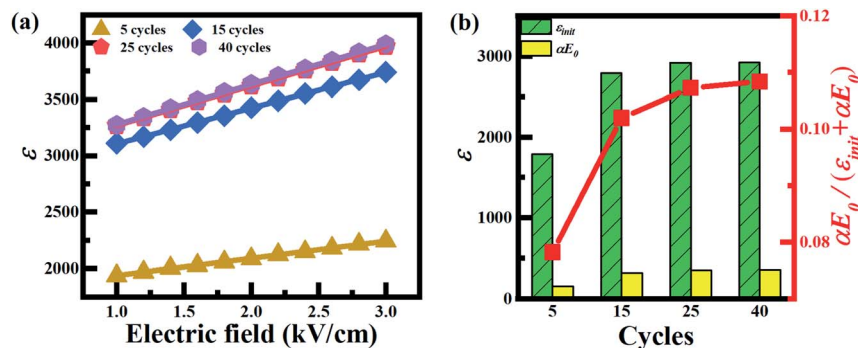 (a)
5 cycles
15 cycles
25 cycles
40 cycles
4000
3500
3000
2500
2000
ε
1.0
1.5
2.0
2.5
3.0
Electric field (kV/cm)
(b)
ε_init
αE_0
3000
2000
1000
0
ε
5
15
25
40
Cycles
0.12
0.10
0.08
αE_0 / (ε_init+αE_0)